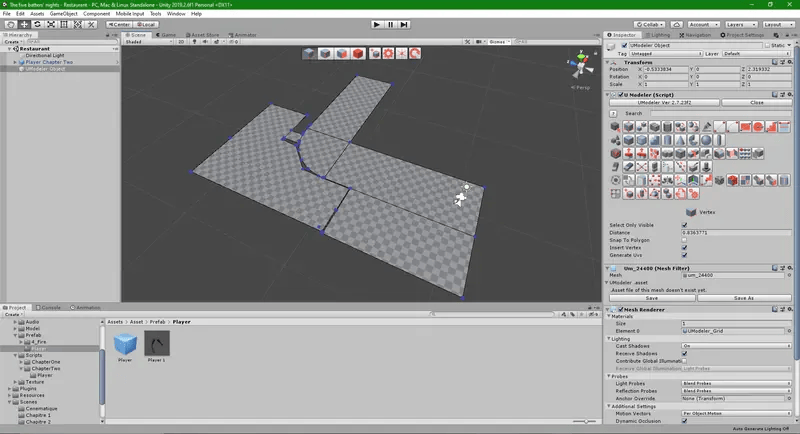 The five batteri' nights - Restaurant - PC, Mac & Linux Standalone - Unity 2019.2.6f1 Personal <DX11>
File Edit Assets GameObject Component Mobile Input Tools Window Help
Center Local Collab Account Layers Layout
Hierarchy
Create
Restaurant
Directional Light
Player Chapter Two
UModeler Object
Scene Game Asset Store
Shaded 2D Gizmos
Persp
Inspector Lighting Navigation Project Settings
UModeler Object Static
Tag Untagged Layer Default
Transform
Position X -0.5333834 Y 0 Z 2.319332
Rotation X 0 Y 0 Z 0
Scale X 1 Y 1 Z 1
U Modeler (Script)
UModeler Ver 2.7.23f2 Close
Search
Vertex
Select Only Visible
Distance 0.8363771
Snap To Polygon
Insert Vertex
Generate Uvs
Um_24400 (Mesh Filter)
Mesh um_24400
UModeler .asset
.Asset file of this mesh doesn't exist yet.
Save Save As
Mesh Renderer
Materials
Size 1
Element 0 UModeler_Grid
Lighting
Cast Shadows On
Receive Shadows
Contribute Global Illuminatio
Receive Global Illumination Light Probes
Probes
Light Probes Blend Probes
Reflection Probes Blend Probes
Anchor Override None (Transform)
Additional Settings
Motion Vectors Per Object Motion
Dynamic Occlusion
Auto Generate Lighting Off
Project Console Animation
Create
Audio
Model
Prefab
4_Fire
Player
Scripts
ChapterOne
ChapterTwo
Player
Texture
Plugins
Resources
Scenes
Cenematique
Chapitre 1
Chapitre 2
Assets Asset Prefab Player
Player Player 1